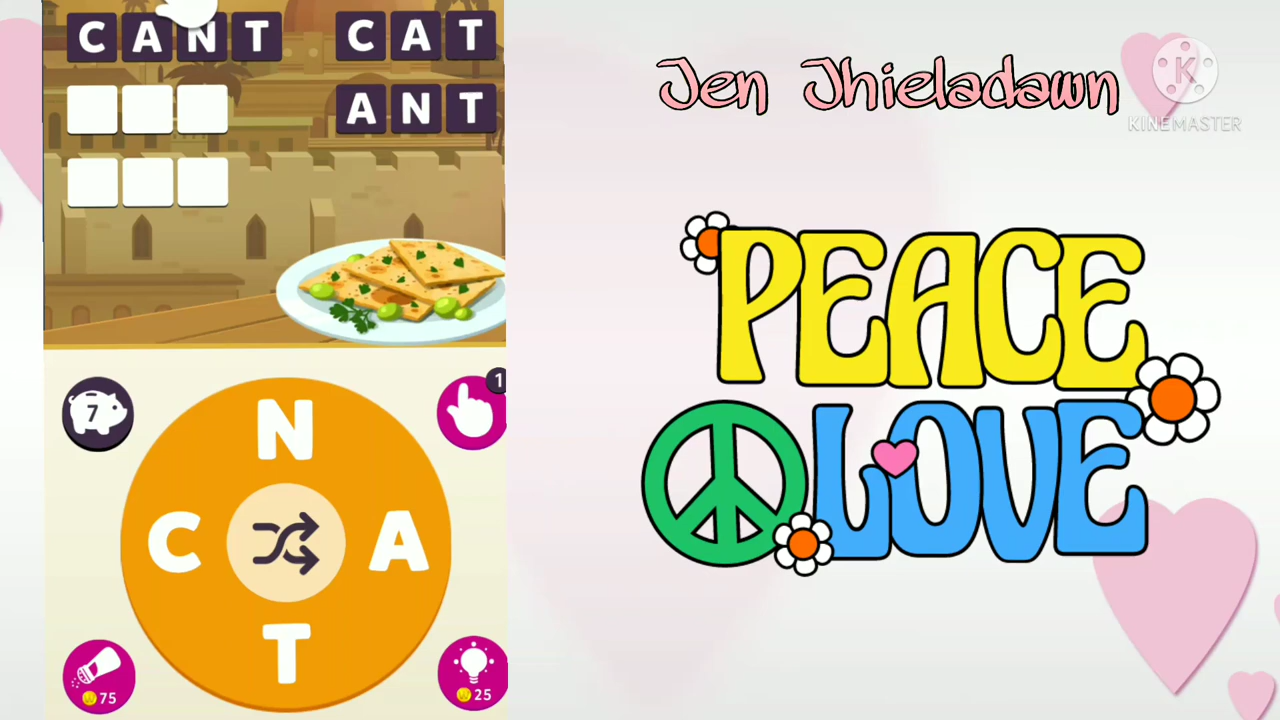 CANT CAT
ANT
7
1
N
C A
T
75
25
Jen Jhieladawn
K
KINEMASTER
PEACE
LOVE